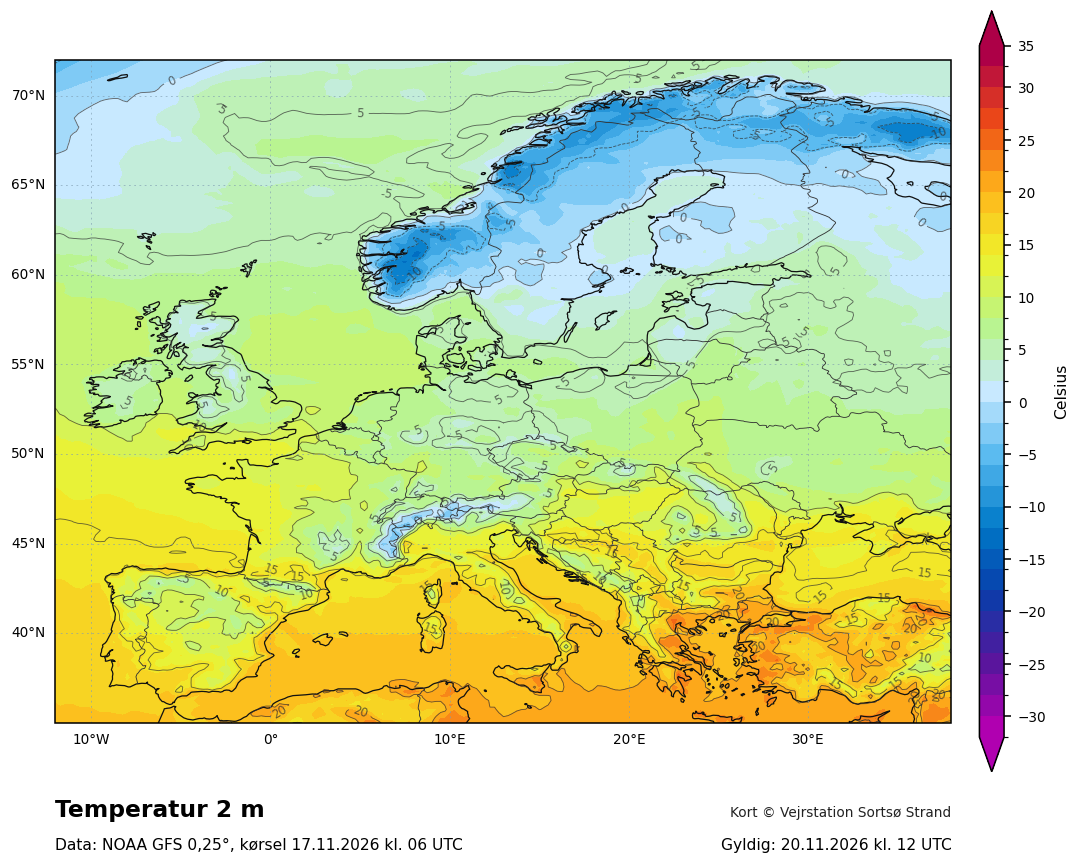 70°N
65°N
60°N
55°N
50°N
45°N
40°N
10°W 0° 10°E 20°E 30°E
35
30
25
20
15
10
5
0
−5
−10
−15
−20
−25
−30
Celsius
Temperatur 2 m
Kort © Vejrstation Sortsø Strand
Data: NOAA GFS 0,25°, kørsel 17.11.2026 kl. 06 UTC
Gyldig: 20.11.2026 kl. 12 UTC